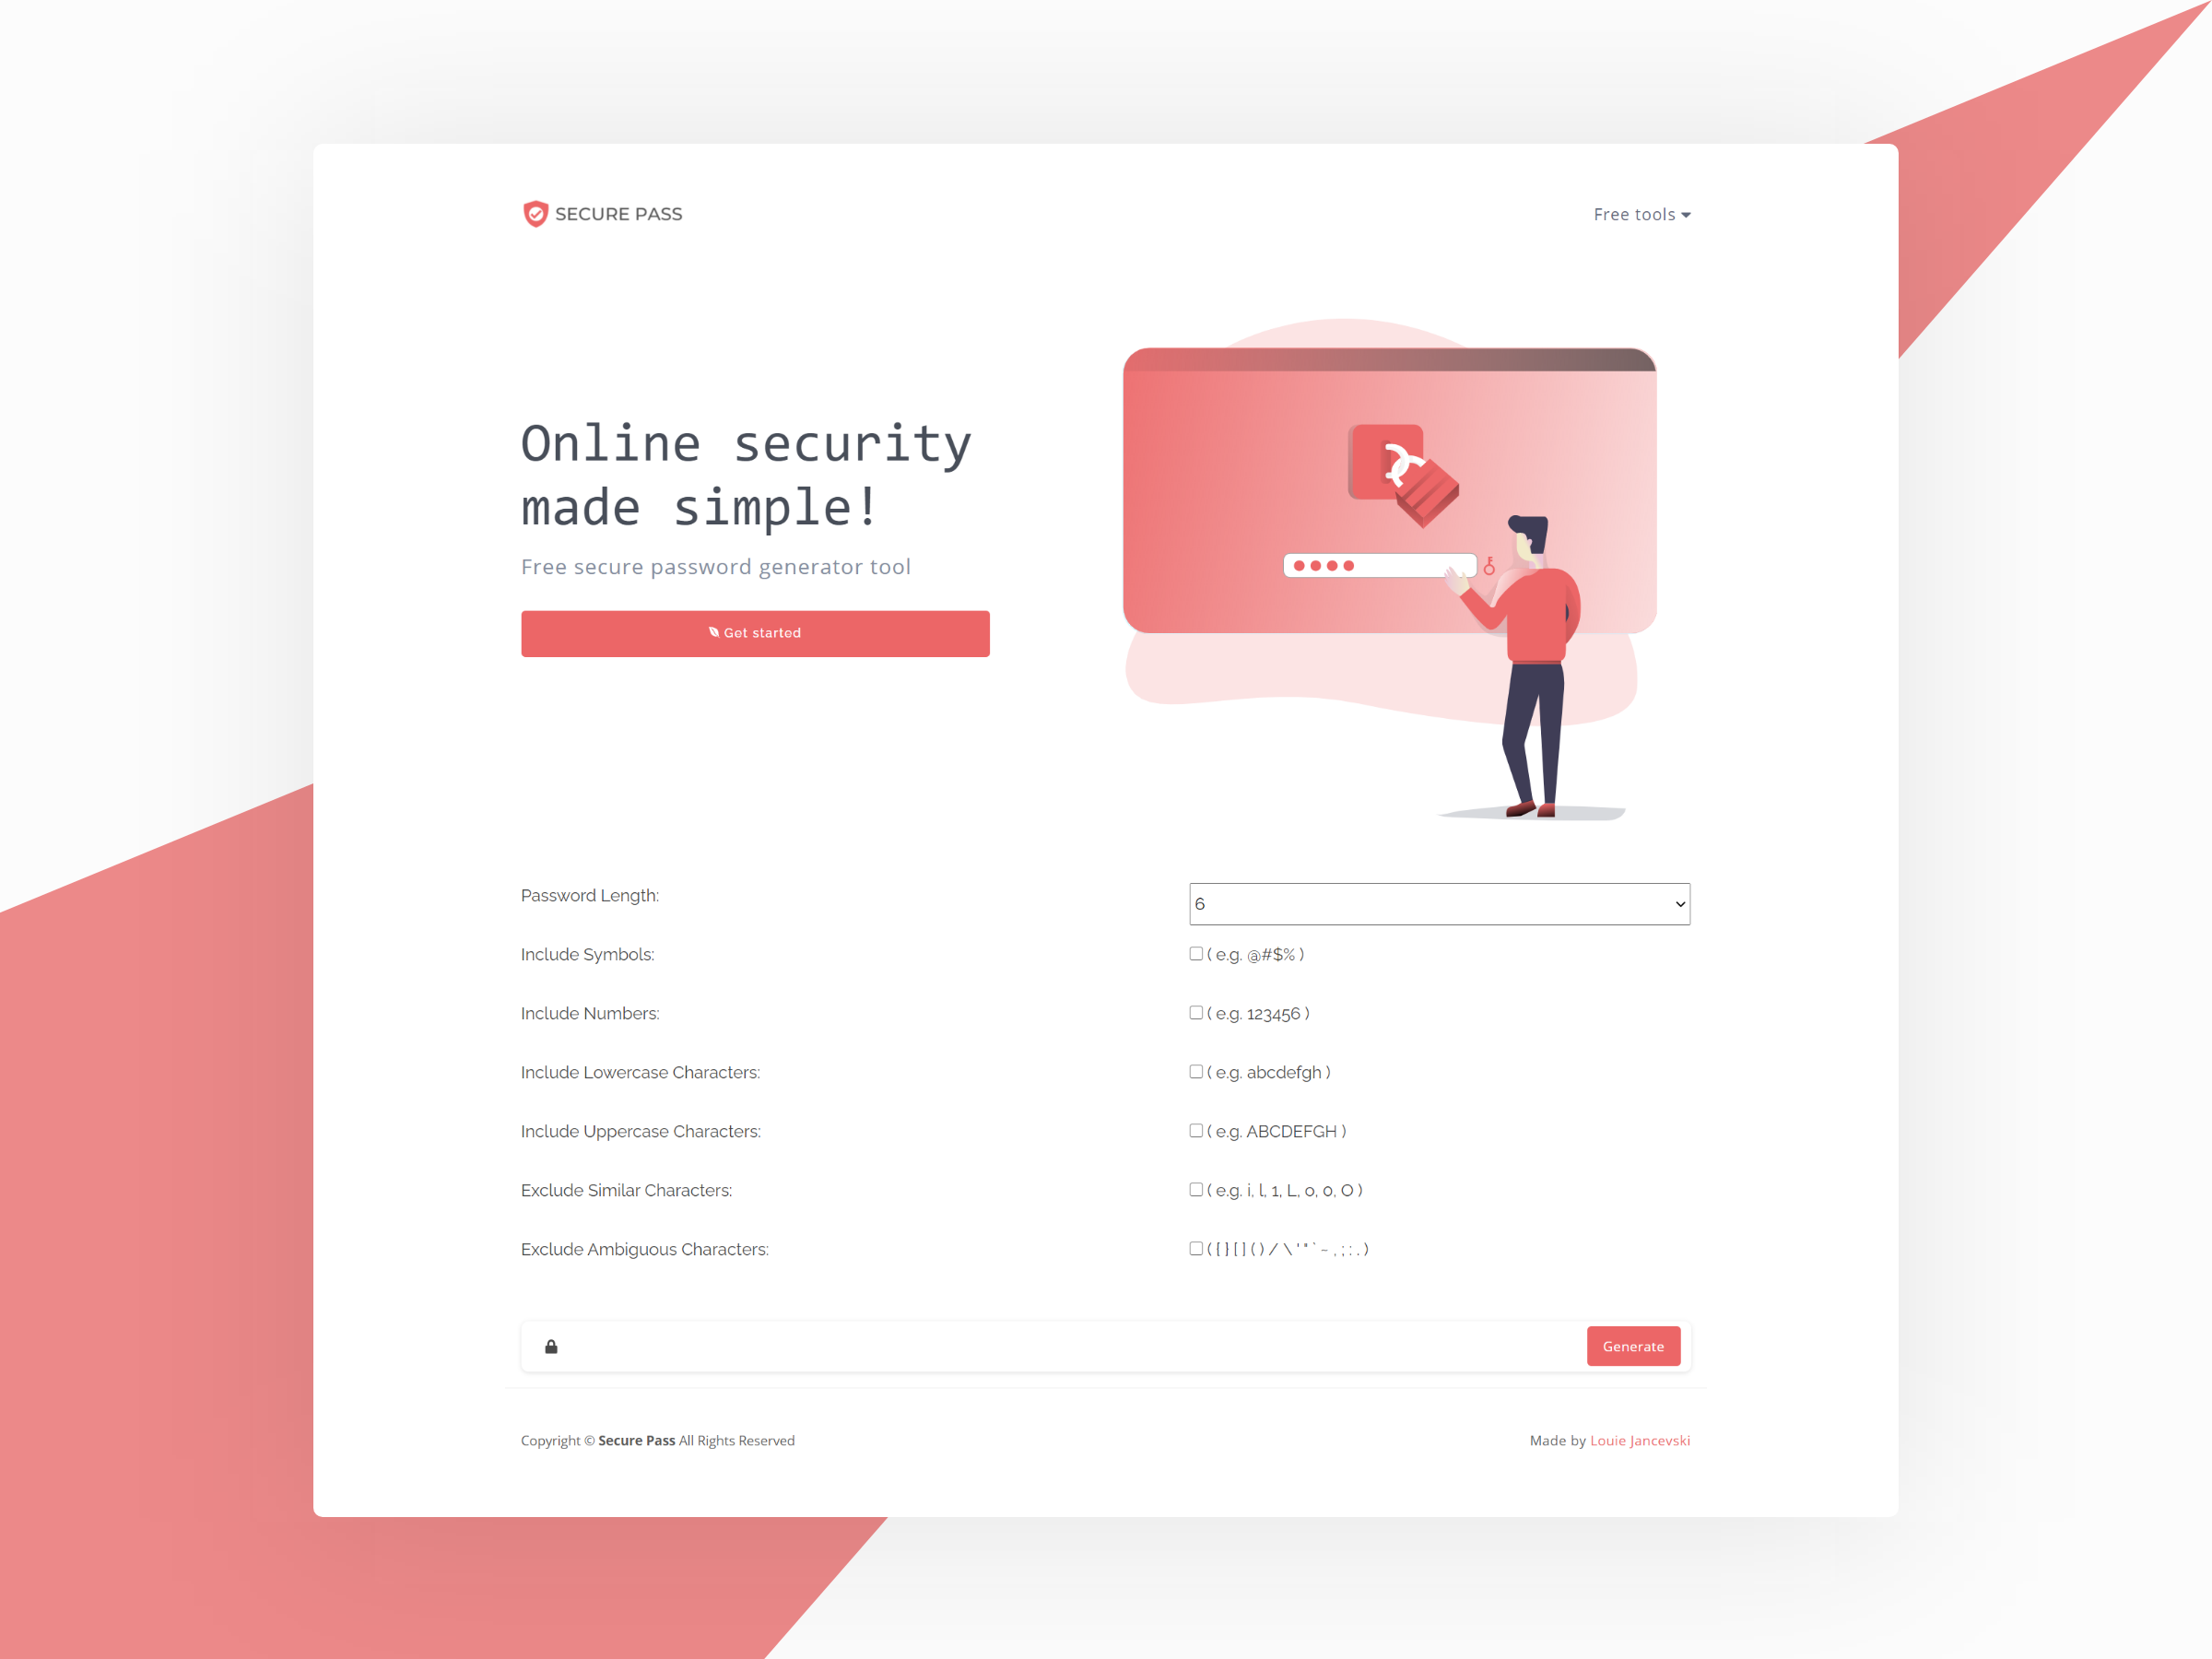 SECURE PASS
Free tools
Online security
made simple!
Free secure password generator tool
Get started
Password Length:
6
Include Symbols:
( e.g. @#$% )
Include Numbers:
( e.g. 123456 )
Include Lowercase Characters:
( e.g. abcdefgh )
Include Uppercase Characters:
( e.g. ABCDEFGH )
Exclude Similar Characters:
( e.g. i, l, 1, L, o, 0, O )
Exclude Ambiguous Characters:
( { } [ ] ( ) / \ ' " ` ~ , ; : . )
Generate
Copyright © Secure Pass All Rights Reserved
Made by Louie Jancevski